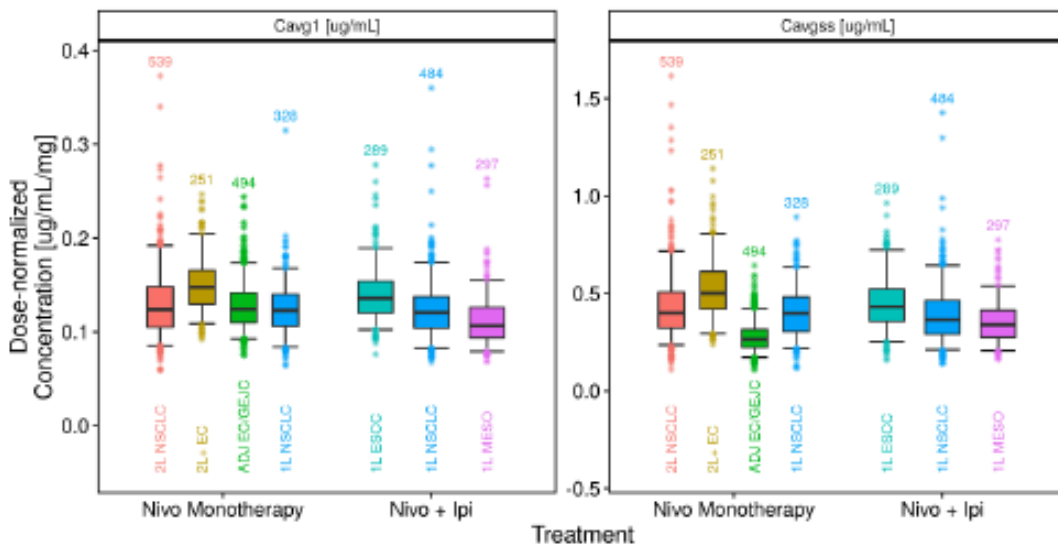 Cavg1 [ug/mL]
Cavgss [ug/mL]
Dose-normalized
Concentration [ug/mL/mg]
0.4
0.3
0.2
0.1
0.0
539
251
494
328
289
484
297
2L NSCLC
2L+ EC
ADJ EC/GEJC
1L NSCLC
1L ESCC
1L NSCLC
1L MESO
Nivo Monotherapy
Nivo + Ipi
1.5
1.0
0.5
0.0
-0.5
539
251
494
328
289
484
297
2L NSCLC
2L+ EC
ADJ EC/GEJC
1L NSCLC
1L ESCC
1L NSCLC
1L MESO
Nivo Monotherapy
Nivo + Ipi
Treatment